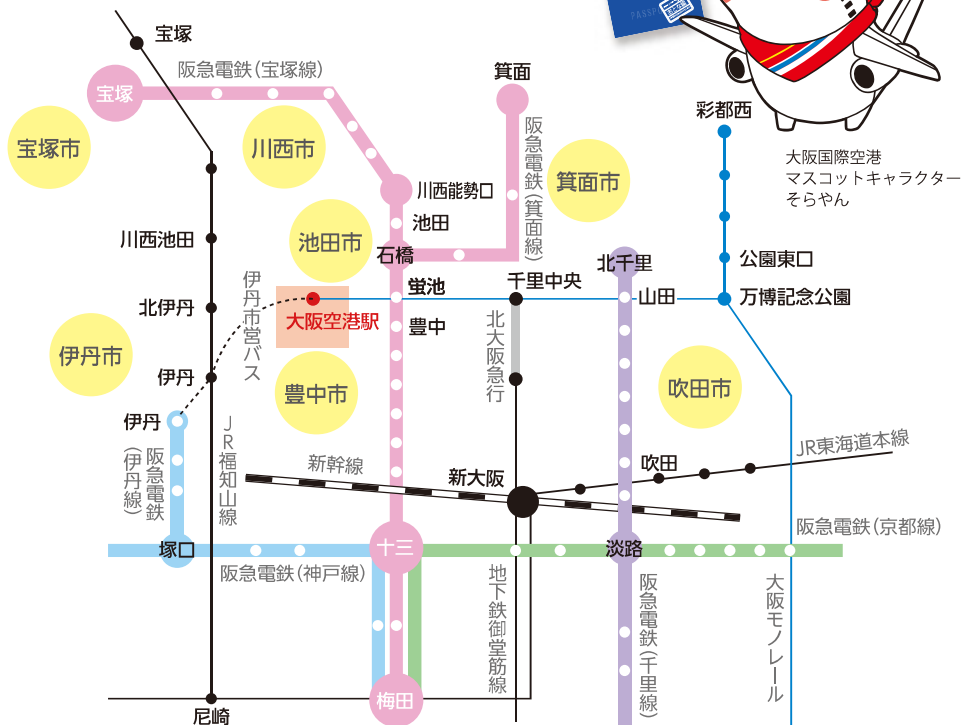 PASSP
宝塚
阪急電鉄(宝塚線)
宝塚
箕面
彩都西
宝塚市
川西市
阪急電鉄(箕面線)
箕面市
大阪国際空港
マスコットキャラクター
そらやん
川西能勢口
池田
池田市
石橋
川西池田
北千里
公園東口
伊丹市営バス
蛍池
千里中央
山田
万博記念公園
北伊丹
大阪空港駅
豊中
北大阪急行
伊丹市
伊丹
豊中市
吹田市
伊丹
JR福知山線
阪急電鉄
(伊丹線)
新幹線
新大阪
吹田
JR東海道本線
阪急電鉄(京都線)
塚口
十三
淡路
阪急電鉄(神戸線)
地下鉄御堂筋線
阪急電鉄(千里線)
大阪モノレール
梅田
尼崎